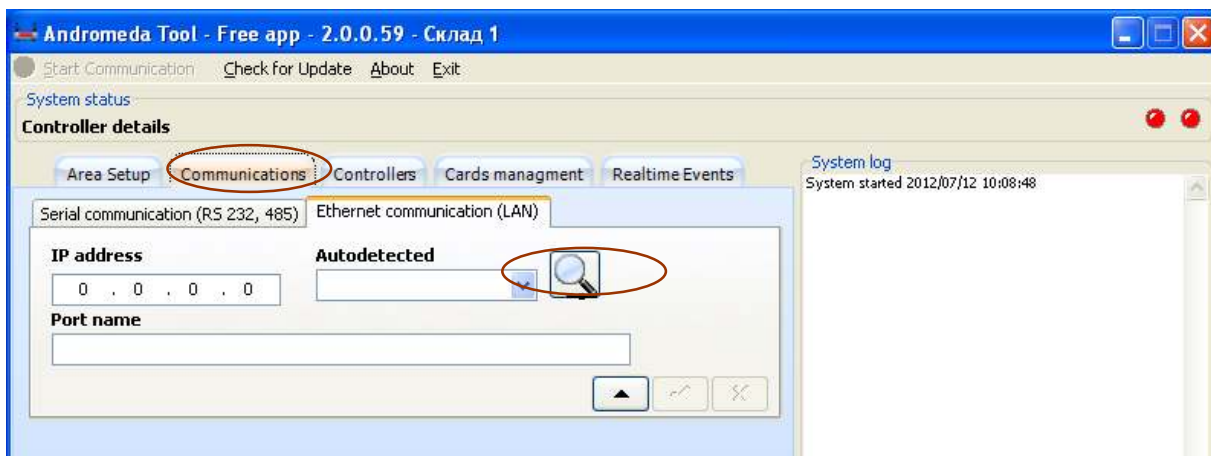 Andromeda Tool - Free app - 2.0.0.59 - Склад 1
Start Communication Check for Update About Exit
System status
Controller details
Area Setup Communications Controllers Cards managment Realtime Events
System log
System started 2012/07/12 10:08:48
Serial communication (RS 232, 485) Ethernet communication (LAN)
IP address Autodetected
0 . 0 . 0 . 0
Port name